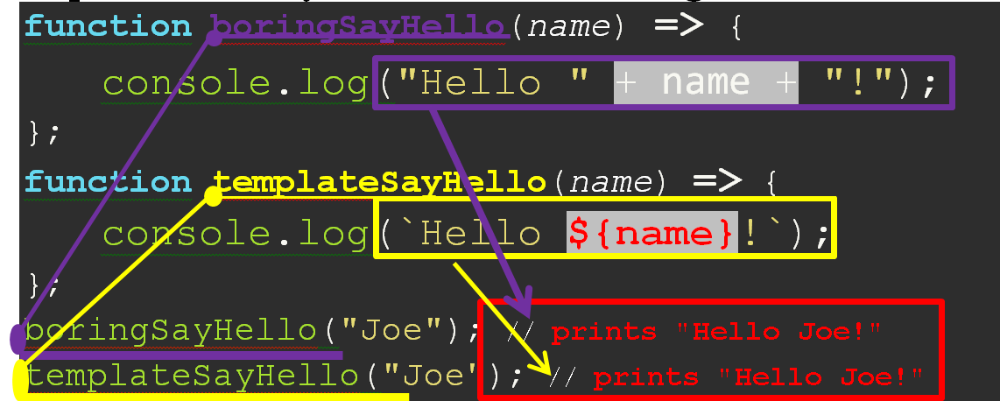 function boringSayHello(name) => {
console.log("Hello " + name + "!");
};
function templateSayHello(name) => {
console.log(`Hello ${name}!`);
};
boringSayHello("Joe"); // prints "Hello Joe!"
templateSayHello("Joe"); // prints "Hello Joe!"